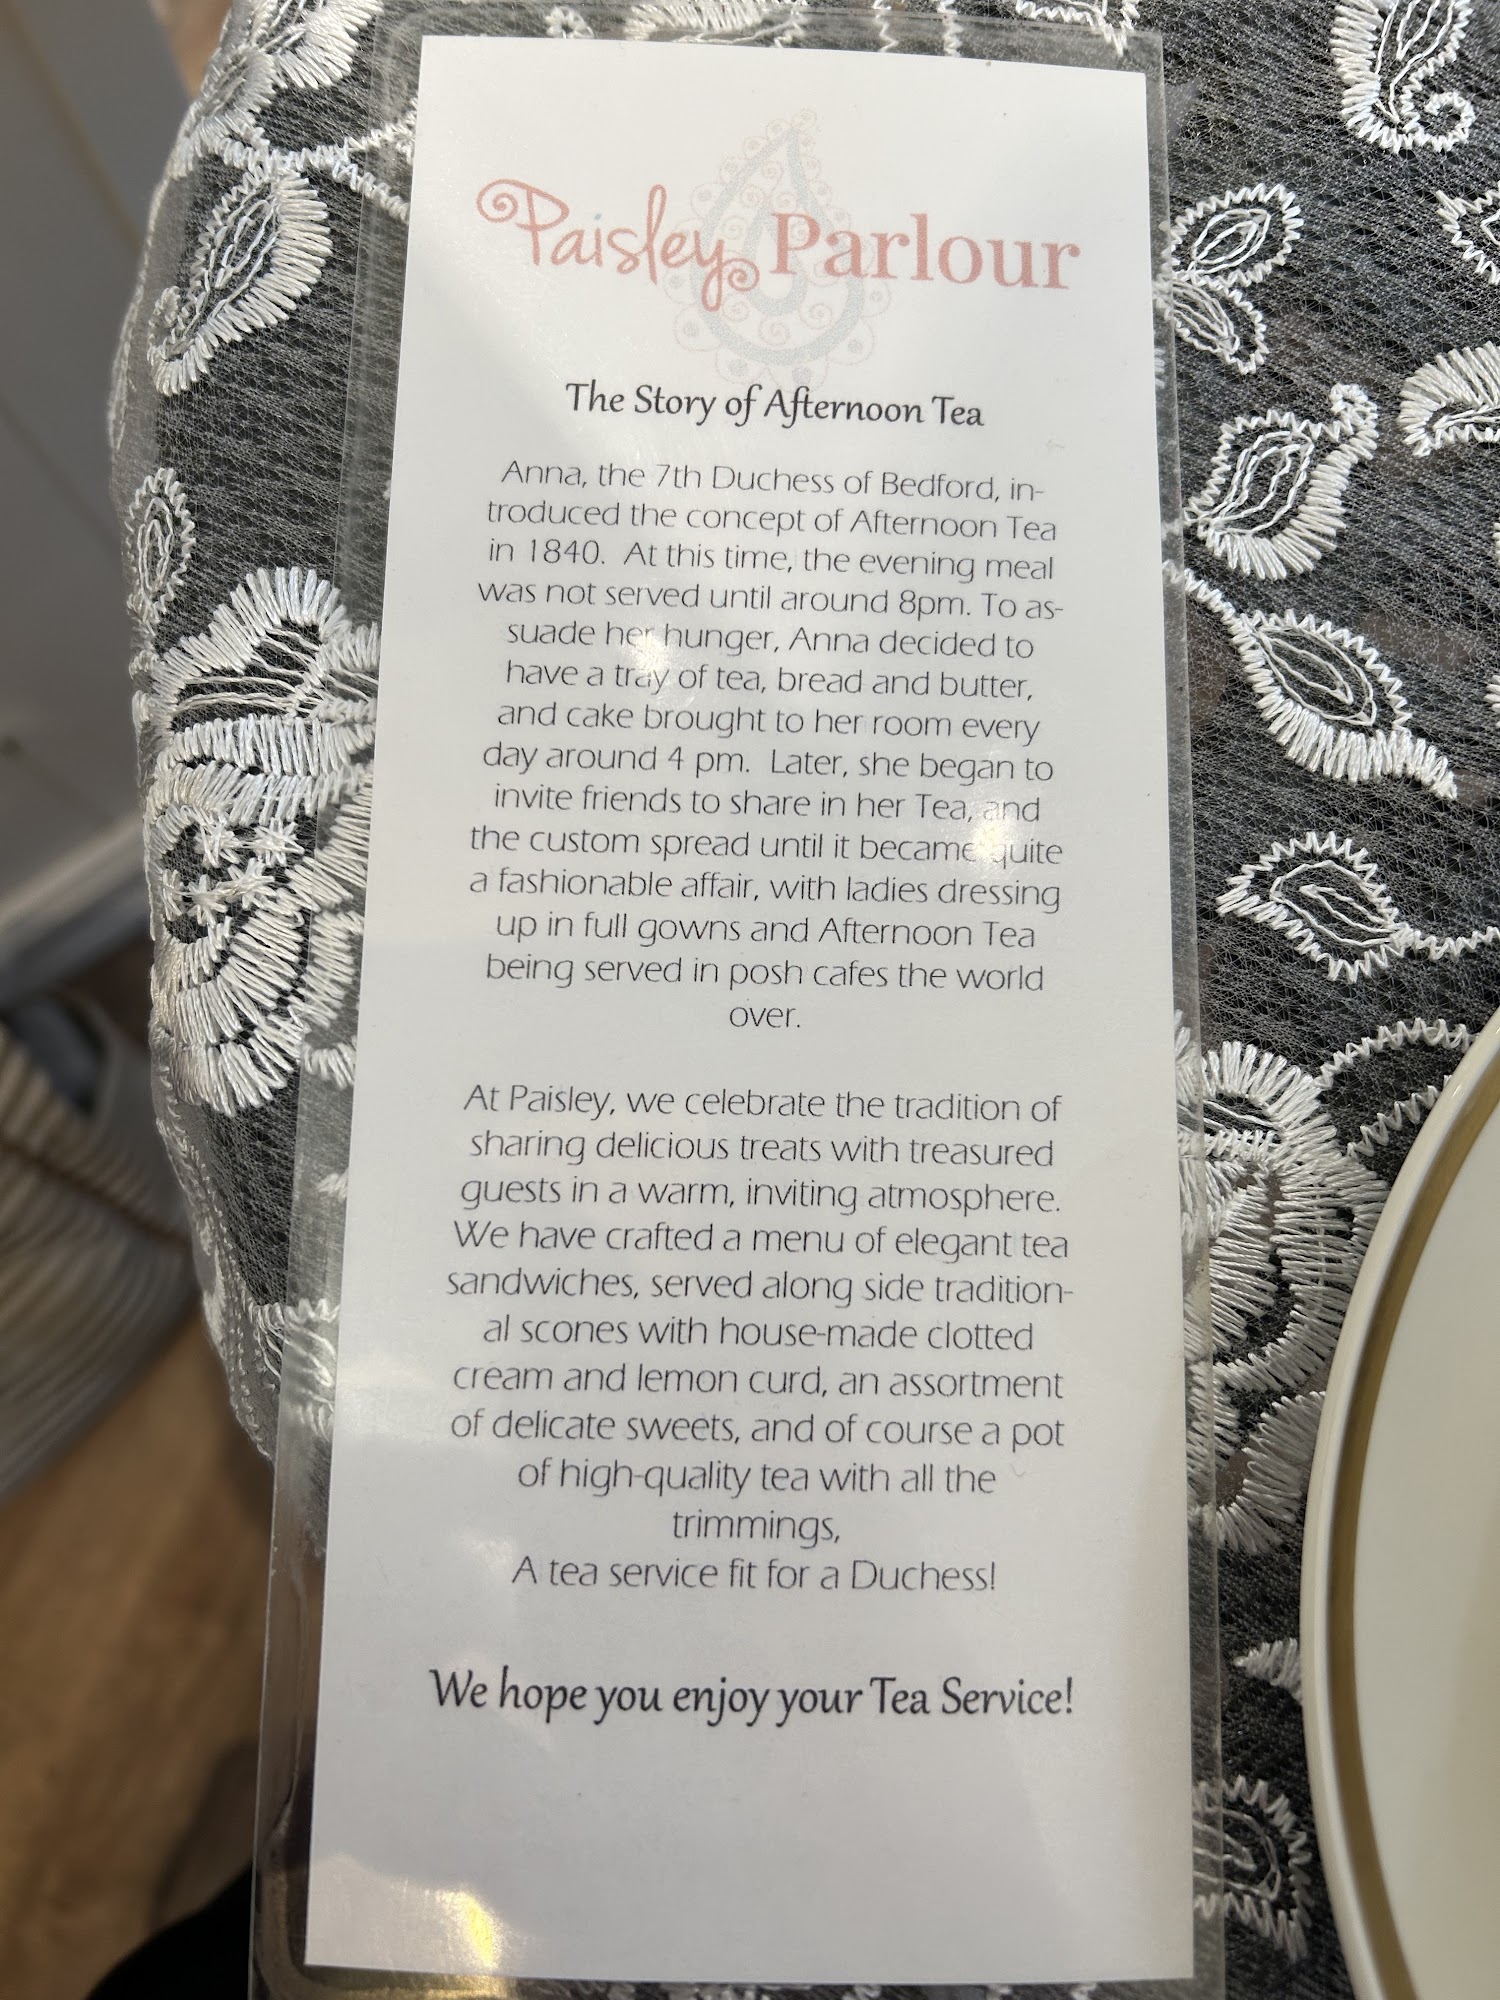 Paisley Parlour
The Story of Afternoon Tea
Anna, the 7th Duchess of Bedford, in-
troduced the concept of Afternoon Tea
in 1840.  At this time, the evening meal
was not served until around 8pm. To as-
suade her hunger, Anna decided to
have a tray of tea, bread and butter,
and cake brought to her room every
day around 4 pm.  Later, she began to
invite friends to share in her Tea, and
the custom spread until it became quite
a fashionable affair, with ladies dressing
up in full gowns and Afternoon Tea
being served in posh cafes the world
over.
At Paisley, we celebrate the tradition of
sharing delicious treats with treasured
guests in a warm, inviting atmosphere.
We have crafted a menu of elegant tea
sandwiches, served along side tradition-
al scones with house-made clotted
cream and lemon curd, an assortment
of delicate sweets, and of course a pot
of high-quality tea with all the
trimmings,
A tea service fit for a Duchess!
We hope you enjoy your Tea Service!